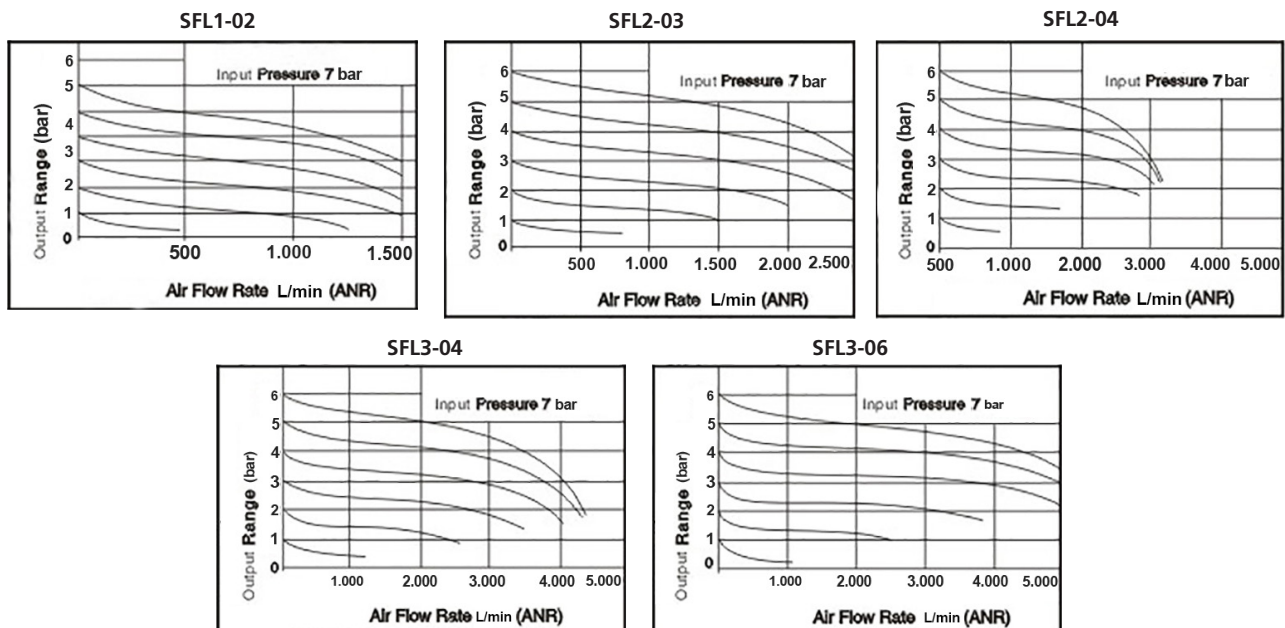 SFL1-02
Input Pressure 7 bar
Output Range (bar)
6
5
4
3
2
1
0
500
1.000
1.500
Air Flow Rate L/min (ANR)
SFL2-03
Input Pressure 7 bar
Output Range (bar)
6
5
4
3
2
1
0
500
1.000
1.500
2.000
2.500
Air Flow Rate L/min (ANR)
SFL2-04
Input Pressure 7 bar
Output Range (bar)
6
5
4
3
2
1
0
500
1.000
2.000
3.000
4.000
5.000
Air Flow Rate L/min (ANR)
SFL3-04
Input Pressure 7 bar
Output Range (bar)
6
5
4
3
2
1
0
1.000
2.000
3.000
4.000
5.000
Air Flow Rate L/min (ANR)
SFL3-06
Input Pressure 7 bar
Output Range (bar)
6
5
4
3
2
1
0
1.000
2.000
3.000
4.000
5.000
Air Flow Rate L/min (ANR)